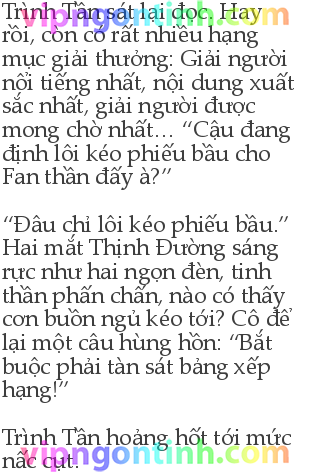 Trình Tần sát lại đọc. Hay
rồi, còn có rất nhiều hạng
mục giải thưởng: Giải người
nổi tiếng nhất, nội dung xuất
sắc nhất, giải người được
mong chờ nhất… “Cậu đang
định lôi kéo phiếu bầu cho
Fan thần đấy à?”
“Đâu chỉ lôi kéo phiếu bầu.”
Hai mắt Thịnh Đường sáng
rực như hai ngọn đèn, tinh
thần phấn chấn, nào có thấy
cơn buồn ngủ kéo tới? Cô để
lại một câu hùng hồn: “Bắt
buộc phải tàn sát bảng xếp
hạng!”
Trình Tần hoảng hốt tới mức
nấc cụt.
vipngontinh.com
vipngontinh.com